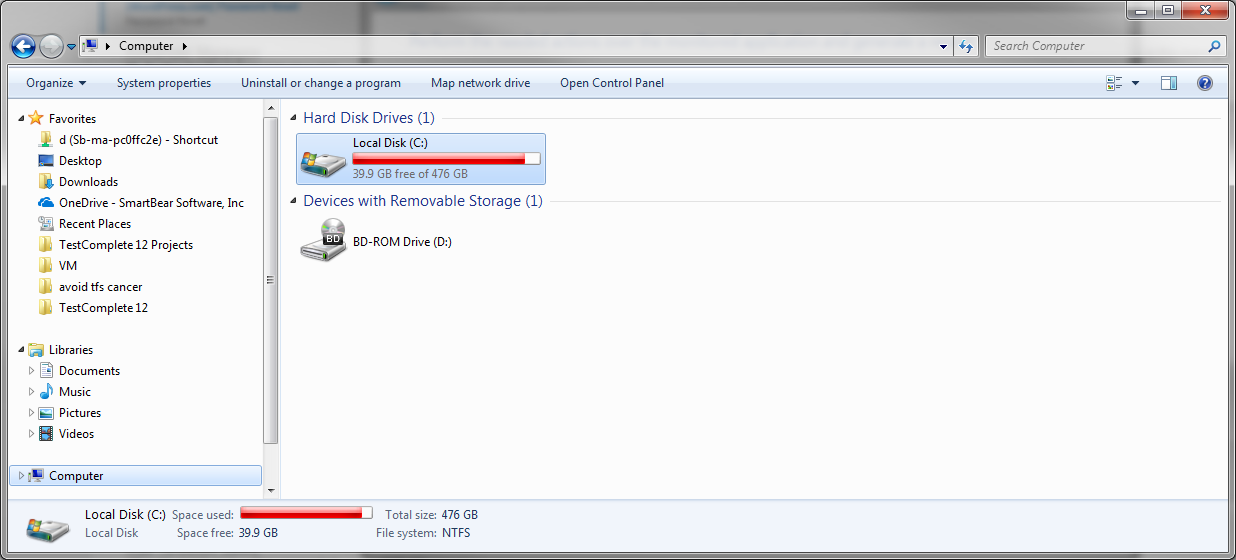 Computer
Search Computer
Organize
System properties
Uninstall or change a program
Map network drive
Open Control Panel
Favorites
d (Sb-ma-pc0ffc2e) - Shortcut
Desktop
Downloads
OneDrive - SmartBear Software, Inc
Recent Places
TestComplete 12 Projects
VM
avoid tfs cancer
TestComplete 12
Libraries
Documents
Music
Pictures
Videos
Computer
Hard Disk Drives (1)
Local Disk (C:)
39.9 GB free of 476 GB
Devices with Removable Storage (1)
BD
BD-ROM Drive (D:)
Local Disk (C:) Space used: Total size: 476 GB
Local Disk Space free: 39.9 GB File system: NTFS